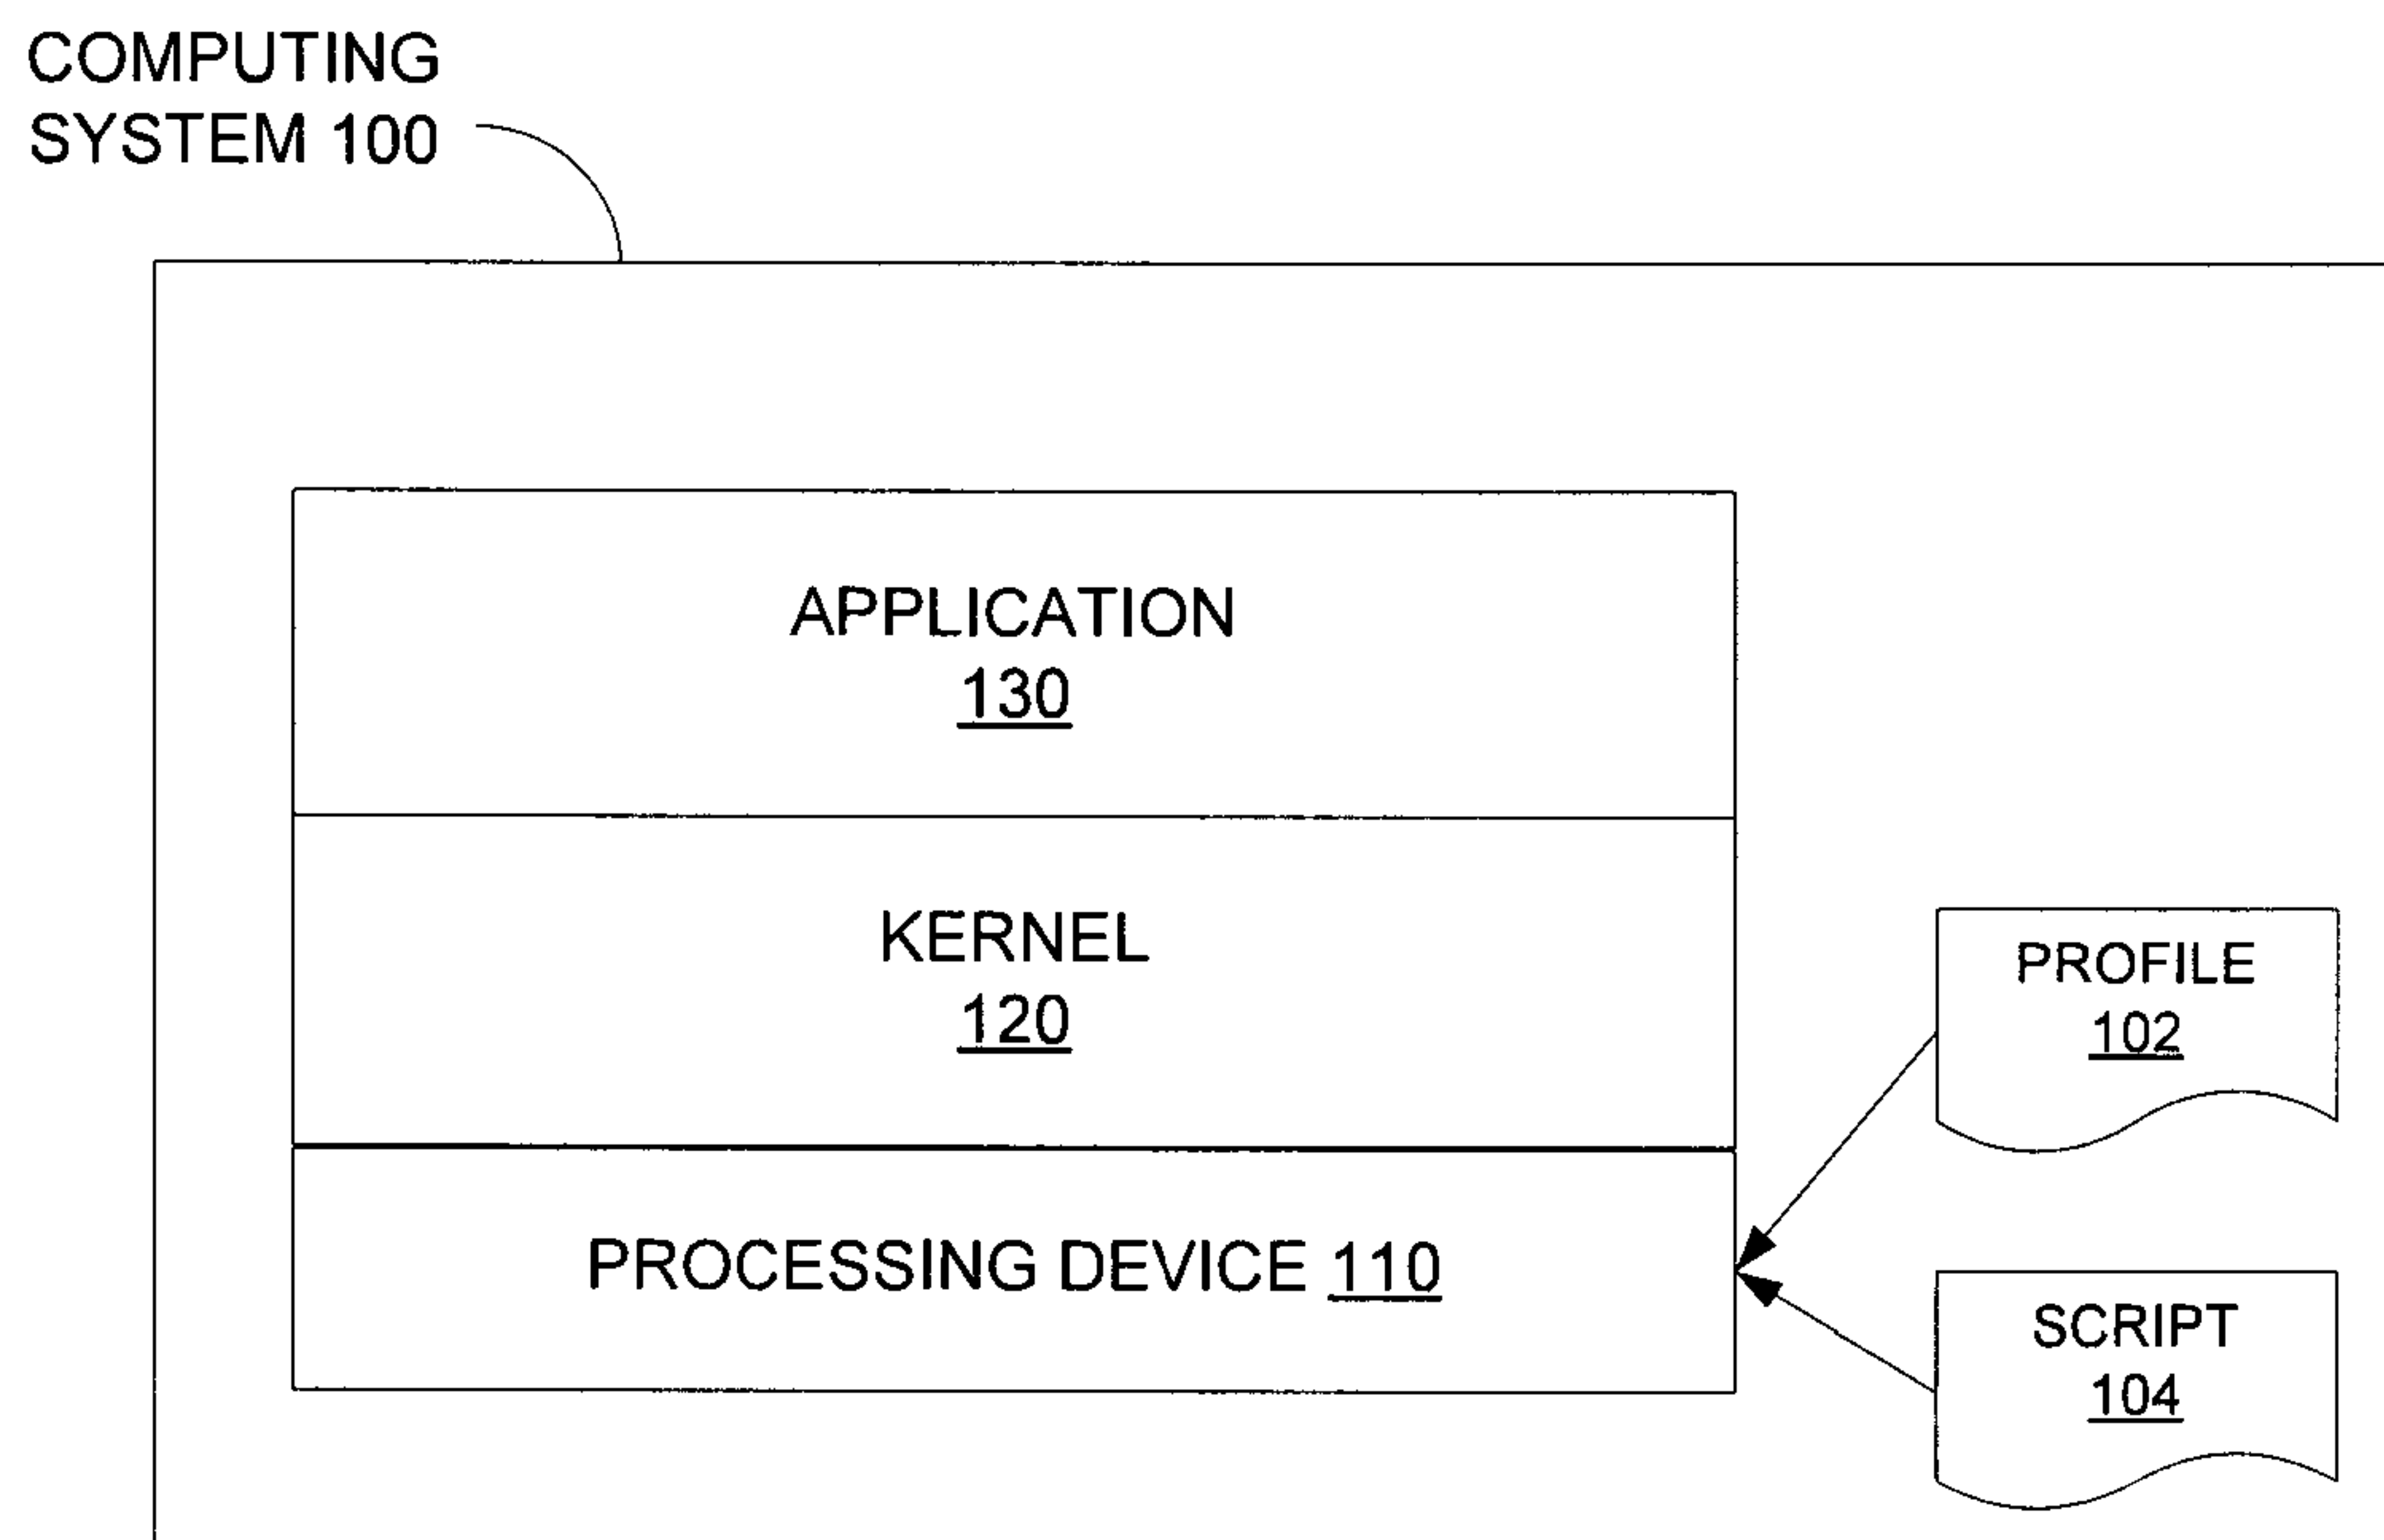 COMPUTING
SYSTEM 100
APPLICATION
130
KERNEL
120
PROFILE
102
PROCESSING DEVICE 110
SCRIPT
104